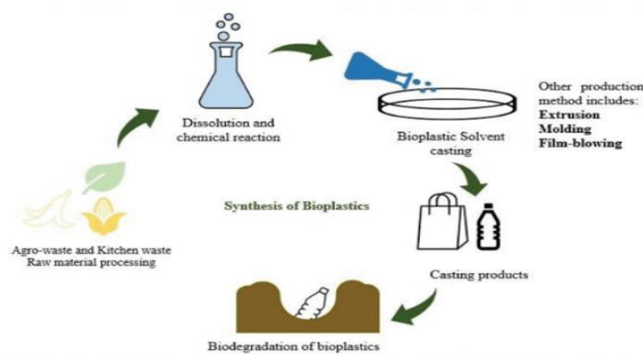 Dissolution and
chemical reaction
Bioplastic Solvent
casting
Other production
method includes:
Extrusion
Molding
Film-blowing
Synthesis of Bioplastics
Agro-waste and Kitchen waste
Raw material processing
Casting products
Biodegradation of bioplastics